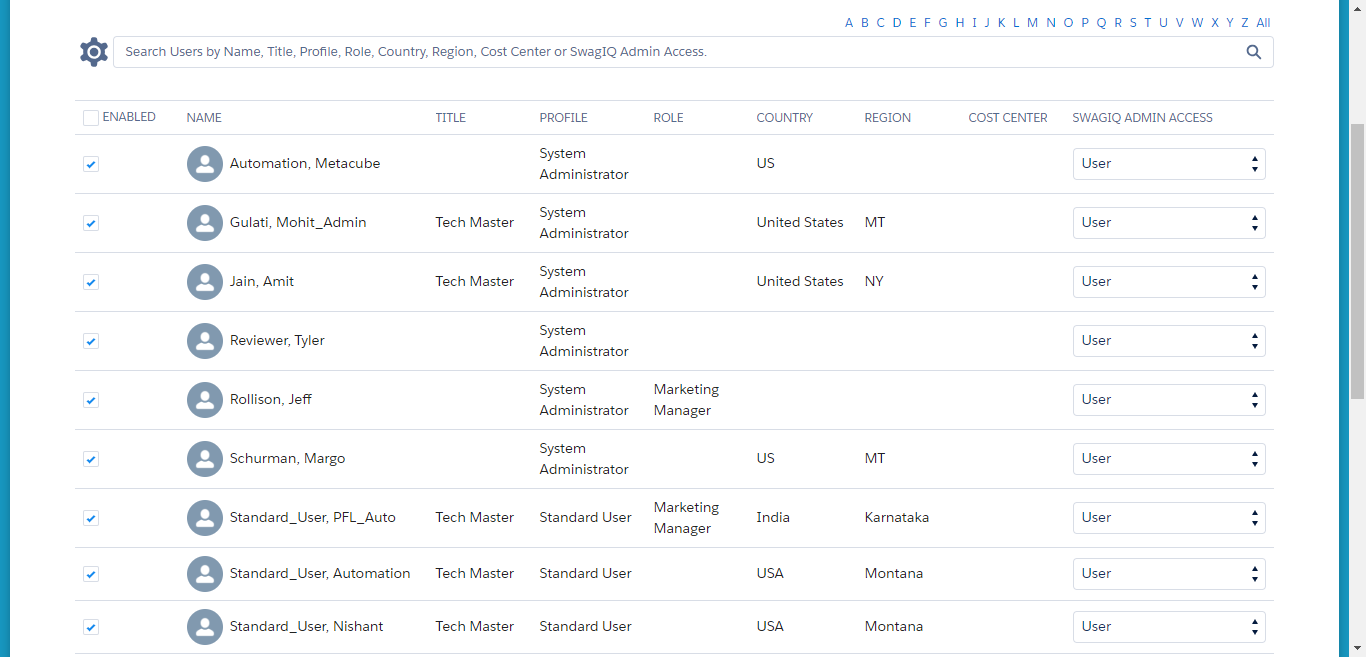 A B C D E F G H I J K L M N O P Q R S T U V W X Y Z All
Search Users by Name, Title, Profile, Role, Country, Region, Cost Center or SwagIQ Admin Access.
ENABLED NAME TITLE PROFILE ROLE COUNTRY REGION COST CENTER SWAGIQ ADMIN ACCESS
Automation, Metacube System Administrator US User
Gulati, Mohit_Admin Tech Master System Administrator United States MT User
Jain, Amit Tech Master System Administrator United States NY User
Reviewer, Tyler System Administrator User
Rollison, Jeff System Administrator Marketing Manager User
Schurman, Margo System Administrator US MT User
Standard_User, PFL_Auto Tech Master Standard User Marketing Manager India Karnataka User
Standard_User, Automation Tech Master Standard User USA Montana User
Standard_User, Nishant Tech Master Standard User USA Montana User